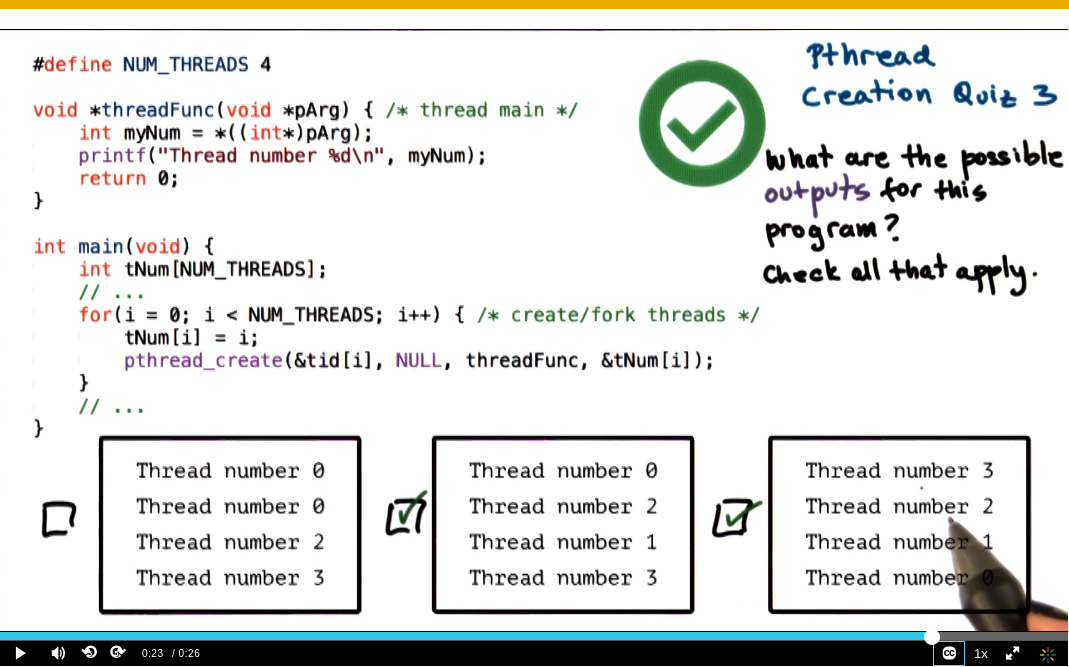 #define NUM_THREADS 4
void *threadFunc(void *pArg) { /* thread main */
int myNum = *((int*)pArg);
printf("Thread number %d\n", myNum);
return 0;
}
int main(void) {
int tNum[NUM_THREADS];
// ...
for(i = 0; i < NUM_THREADS; i++) { /* create/fork threads */
tNum[i] = i;
pthread_create(&tid[i], NULL, threadFunc, &tNum[i]);
}
// ...
}
Pthread
Creation Quiz 3
What are the possible
outputs for this
program?
Check all that apply.
Thread number 0
Thread number 0
Thread number 2
Thread number 3
Thread number 0
Thread number 2
Thread number 1
Thread number 3
Thread number 3
Thread number 2
Thread number 1
Thread number 0
0:23 / 0:26
CC
1x